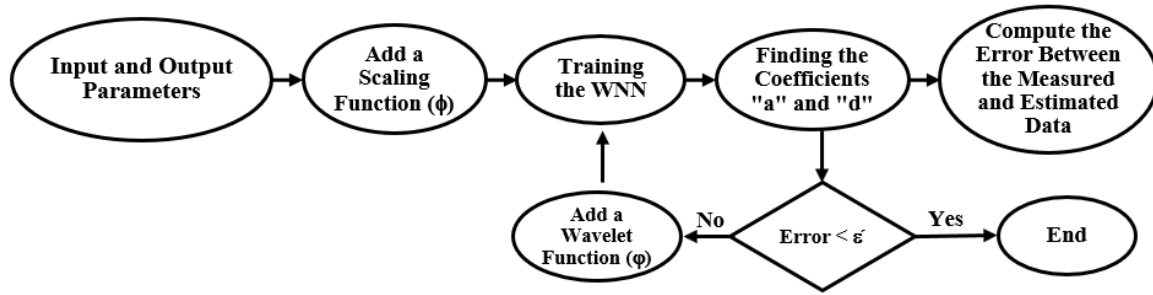 Input and Output
Parameters
Add a
Scaling
Function (ϕ)
Training
the WNN
Finding the
Coefficients
"a" and "d"
Compute the
Error Between
the Measured
and Estimated
Data
Add a
Wavelet
Function (φ)
No
Error < έ
Yes
End